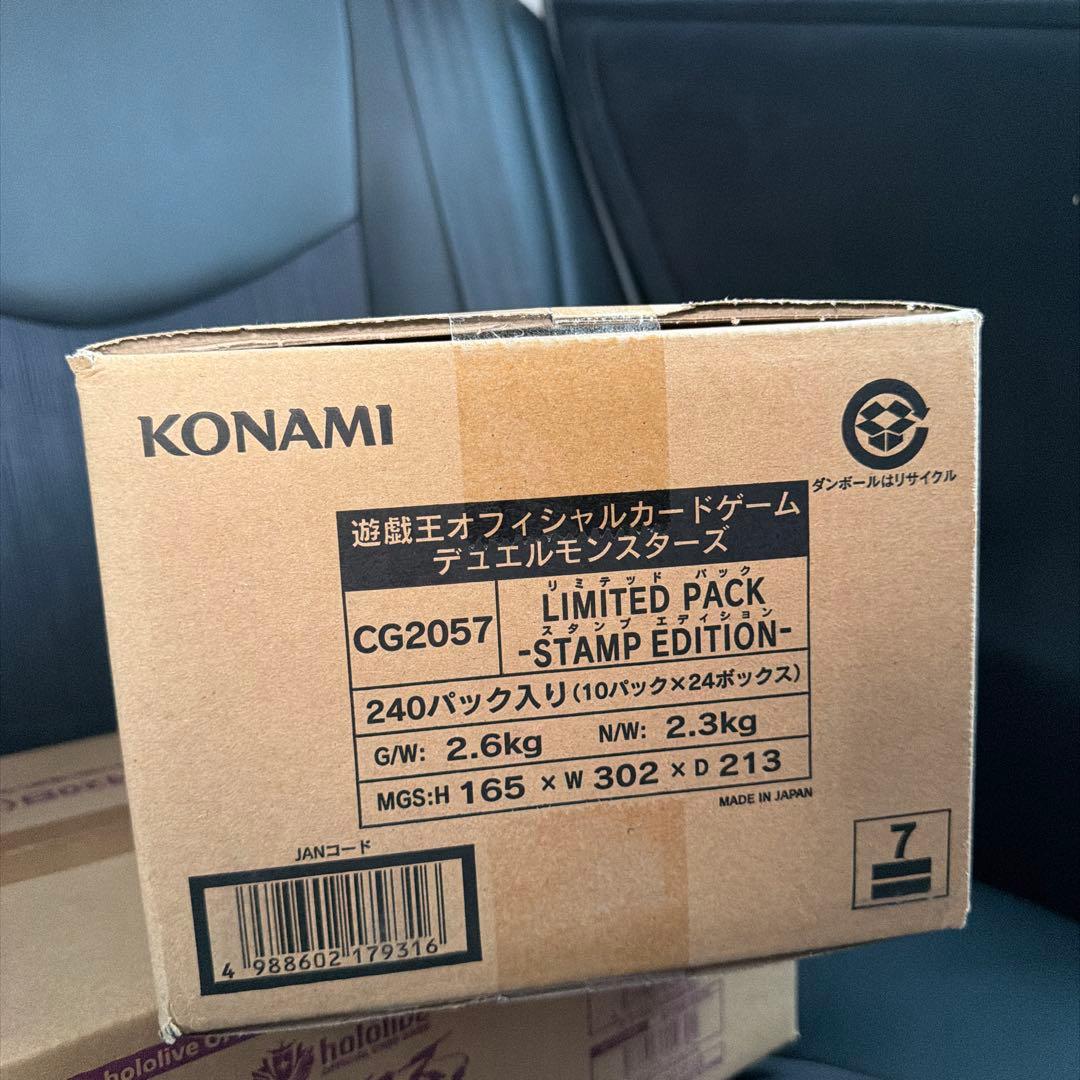 KONAMI
ダンボールはリサイクル
遊戯王オフィシャルカードゲーム
デュエルモンスターズ
CG2057
リミテッド パック
LIMITED PACK
スタンプ エディション
-STAMP EDITION-
240パック入り(10パック×24ボックス)
G/W: 2.6kg N/W: 2.3kg
MGS:H 165 × W 302 × D 213
MADE IN JAPAN
7
JANコード
4 988602 179316
hololive
hololive